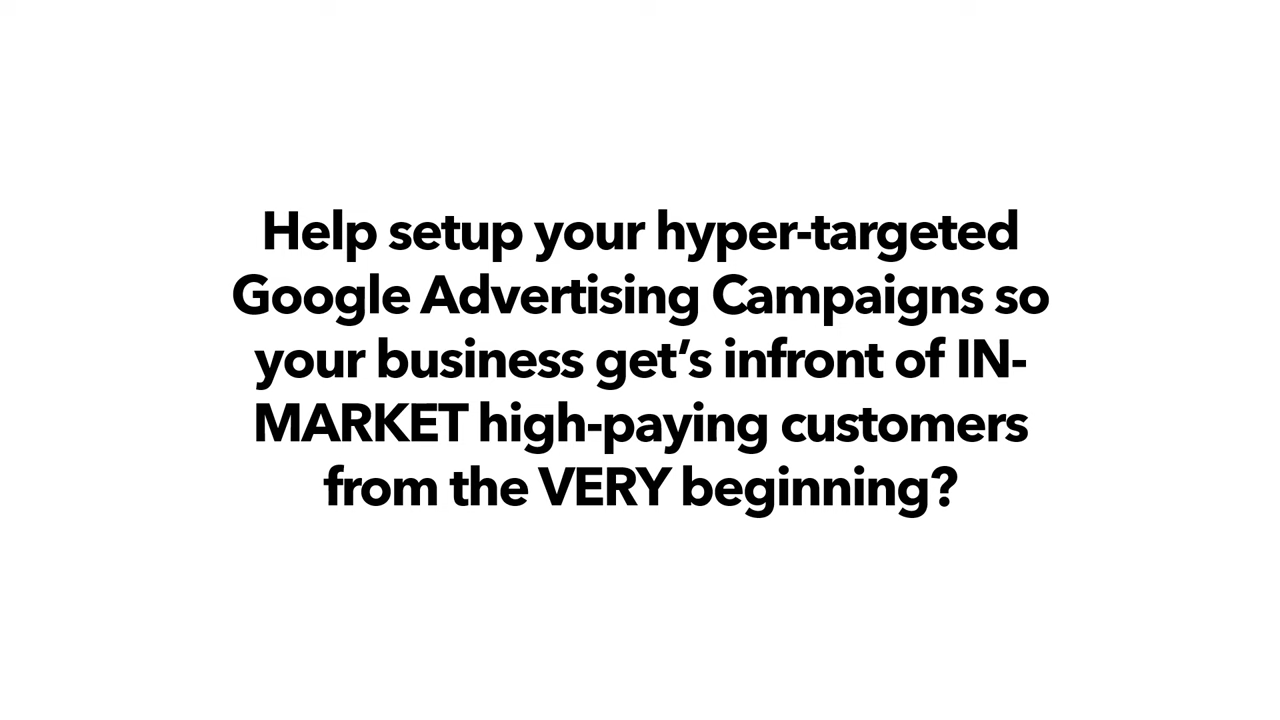 Help setup your hyper-targeted
Google Advertising Campaigns so
your business get’s infront of IN-
MARKET high-paying customers
from the VERY beginning?